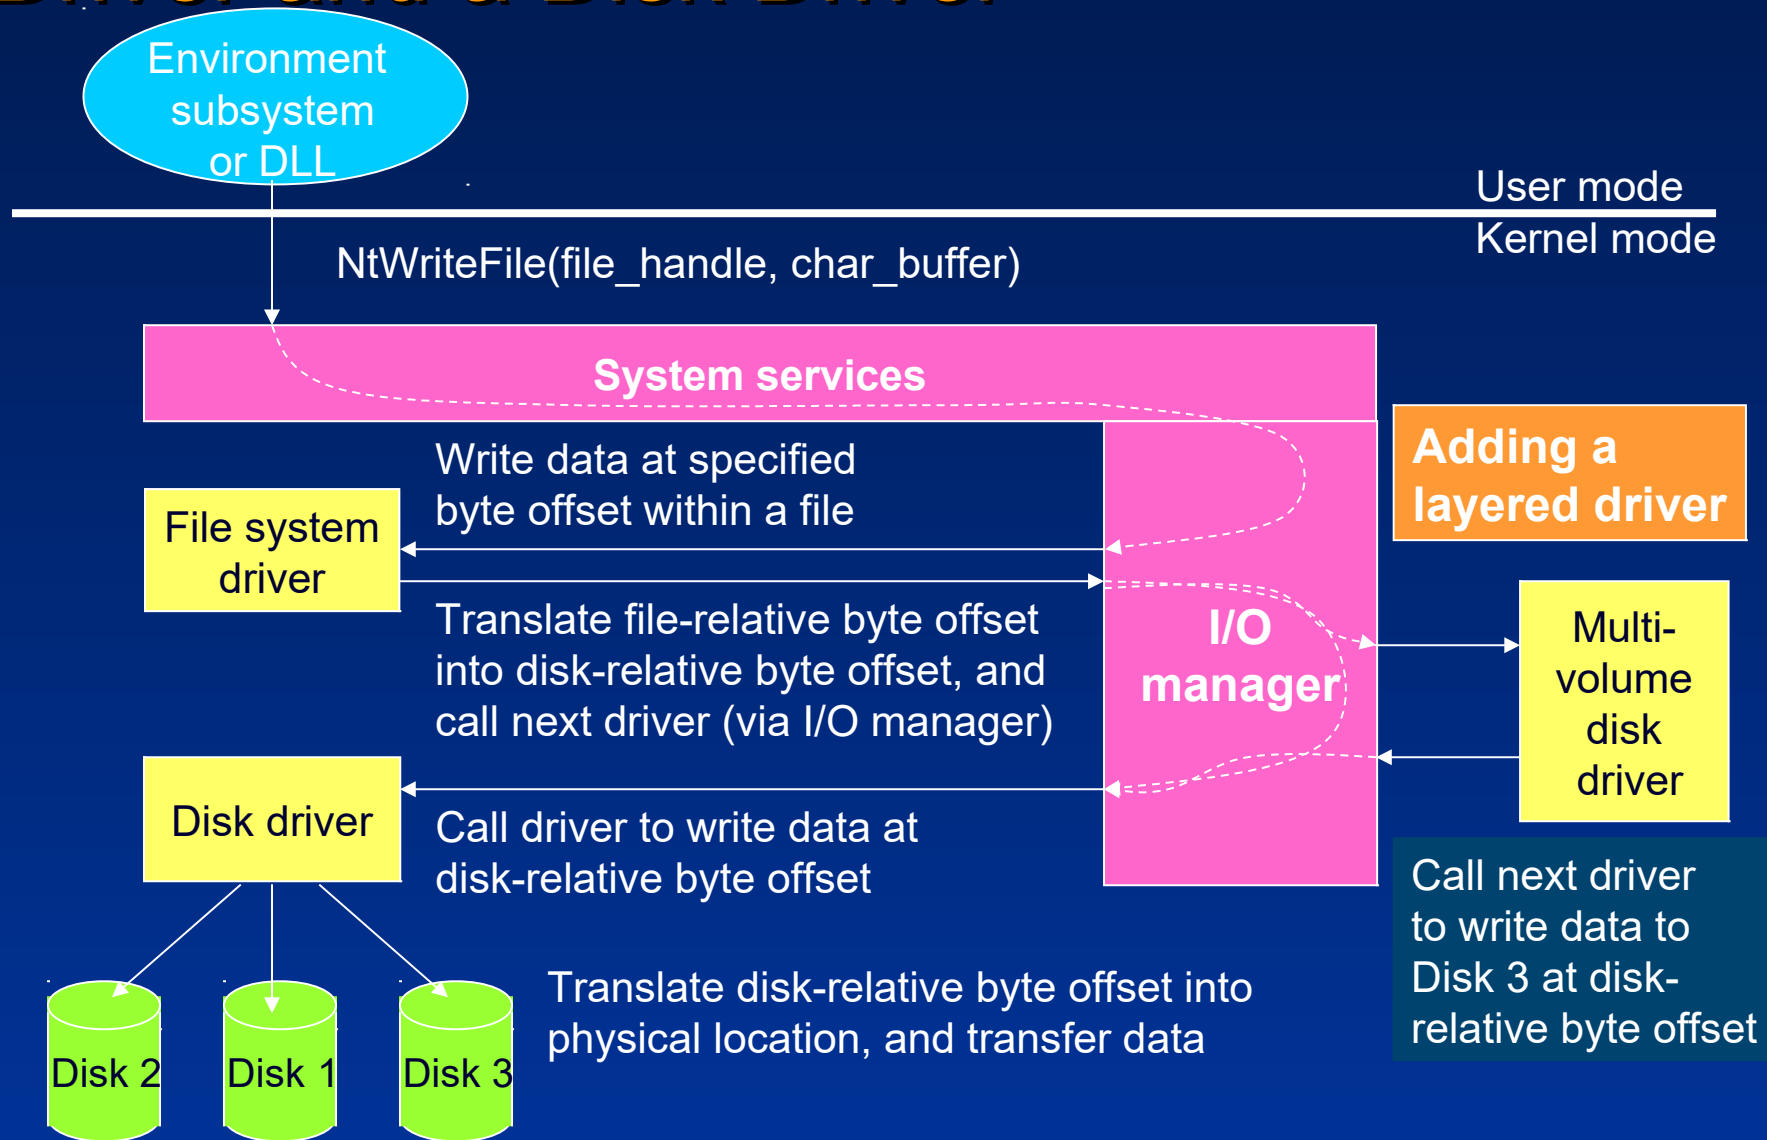 Driver and a Disk Driver
Environment
subsystem
or DLL
User mode
Kernel mode
NtWriteFile(file_handle, char_buffer)
System services
Write data at specified
byte offset within a file
Adding a
layered driver
File system
driver
Translate file-relative byte offset
into disk-relative byte offset, and
call next driver (via I/O manager)
I/O
manager
Multi-
volume
disk
driver
Disk driver
Call driver to write data at
disk-relative byte offset
Call next driver
to write data to
Disk 3 at disk-
relative byte offset
Translate disk-relative byte offset into
physical location, and transfer data
Disk 2
Disk 1
Disk 3